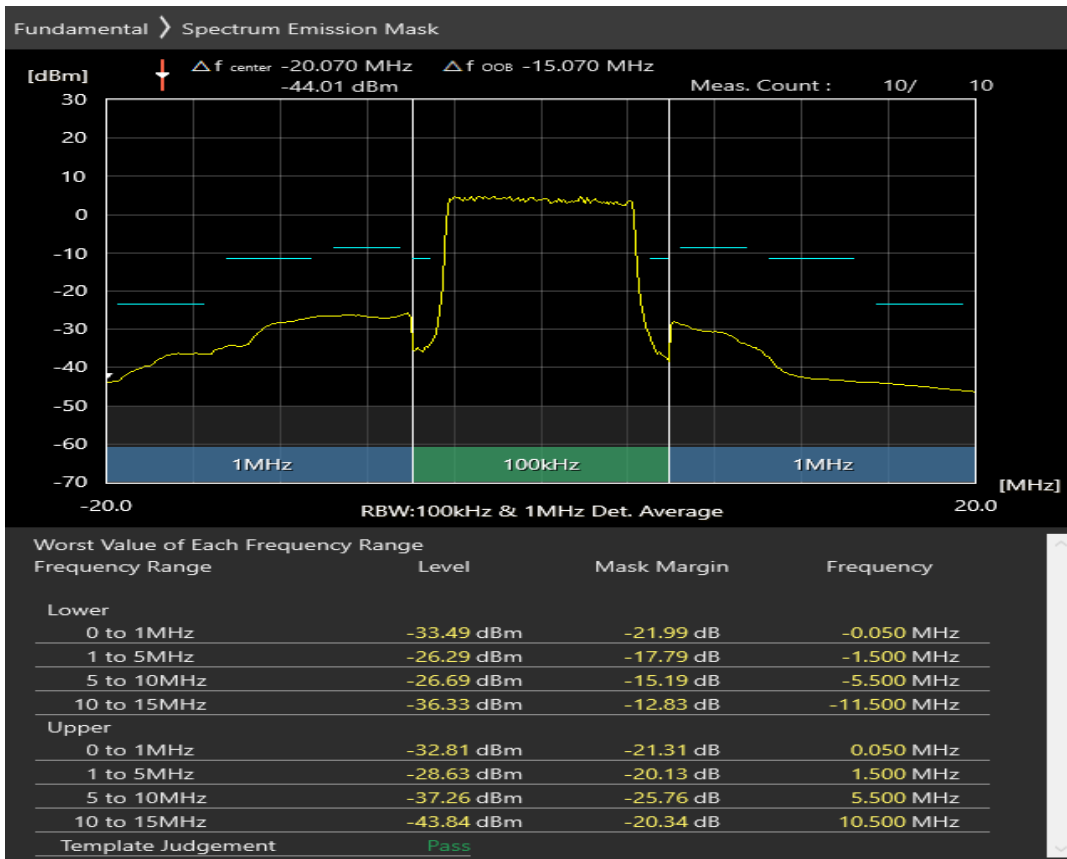 Fundamental ❯ Spectrum Emission Mask
[dBm] △f center -20.070 MHz △f OOB -15.070 MHz
-44.01 dBm Meas. Count : 10/ 10
30
20
10
0
-10
-20
-30
-40
-50
-60
-70
1MHz 100kHz 1MHz
[MHz]
-20.0 RBW:100kHz & 1MHz Det. Average 20.0
Worst Value of Each Frequency Range
Frequency Range Level Mask Margin Frequency
Lower
0 to 1MHz -33.49 dBm -21.99 dB -0.050 MHz
1 to 5MHz -26.29 dBm -17.79 dB -1.500 MHz
5 to 10MHz -26.69 dBm -15.19 dB -5.500 MHz
10 to 15MHz -36.33 dBm -12.83 dB -11.500 MHz
Upper
0 to 1MHz -32.81 dBm -21.31 dB 0.050 MHz
1 to 5MHz -28.63 dBm -20.13 dB 1.500 MHz
5 to 10MHz -37.26 dBm -25.76 dB 5.500 MHz
10 to 15MHz -43.84 dBm -20.34 dB 10.500 MHz
Template Judgement Pass